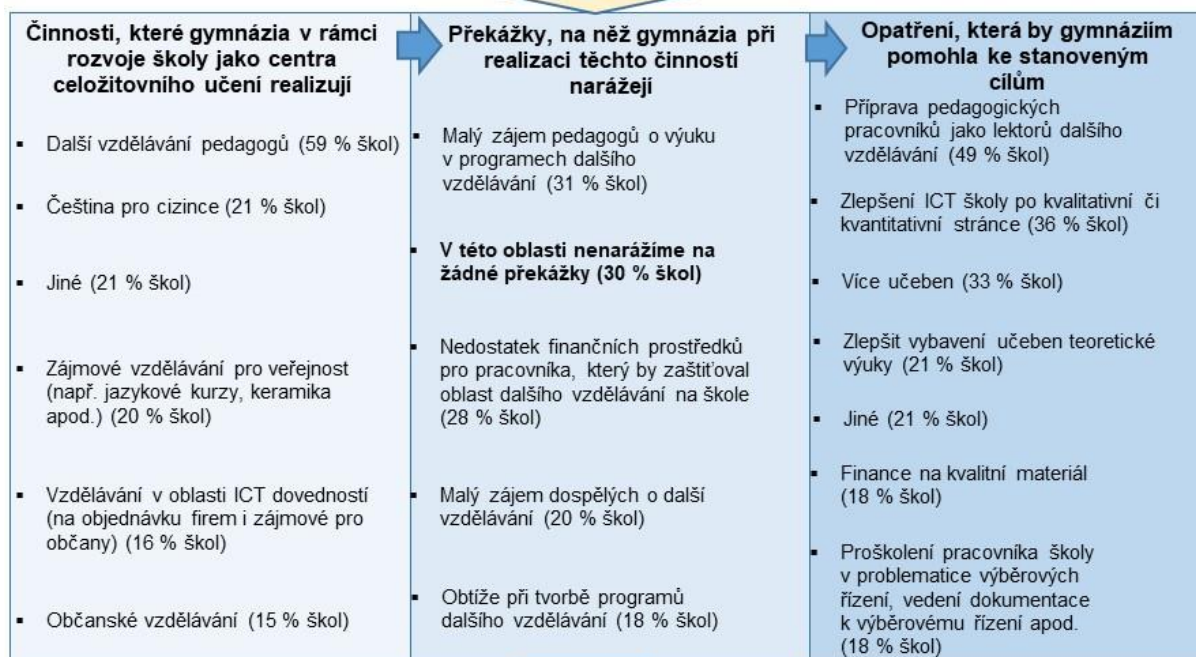 Činnosti, které gymnázia v rámci
rozvoje školy jako centra
celožitovního učení realizují
▪ Další vzdělávání pedagogů (59 % škol)
▪ Čeština pro cizince (21 % škol)
▪ Jiné (21 % škol)
▪ Zájmové vzdělávání pro veřejnost
(např. jazykové kurzy, keramika
apod.) (20 % škol)
▪ Vzdělávání v oblasti ICT dovedností
(na objednávku firem i zájmové pro
občany) (16 % škol)
▪ Občanské vzdělávání (15 % škol)
Překážky, na něž gymnázia při
realizaci těchto činností
narážejí
▪ Malý zájem pedagogů o výuku
v programech dalšího
vzdělávání (31 % škol)
▪ V této oblasti nenarážíme na
žádné překážky (30 % škol)
▪ Nedostatek finančních prostředků
pro pracovníka, který by zaštiťoval
oblast dalšího vzdělávání na škole
(28 % škol)
▪ Malý zájem dospělých o další
vzdělávání (20 % škol)
▪ Obtíže při tvorbě programů
dalšího vzdělávání (18 % škol)
Opatření, která by gymnáziím
pomohla ke stanoveným
cílům
▪ Příprava pedagogických
pracovníků jako lektorů dalšího
vzdělávání (49 % škol)
▪ Zlepšení ICT školy po kvalitativní či
kvantitativní stránce (36 % škol)
▪ Více učeben (33 % škol)
▪ Zlepšit vybavení učeben teoretické
výuky (21 % škol)
▪ Jiné (21 % škol)
▪ Finance na kvalitní materiál
(18 % škol)
▪ Proškolení pracovníka školy
v problematice výběrových
řízení, vedení dokumentace
k výběrovému řízení apod.
(18 % škol)